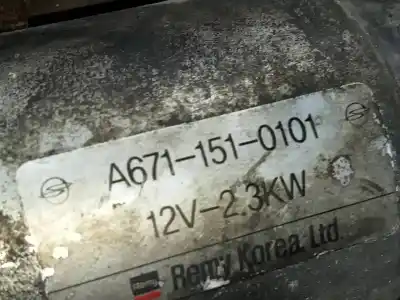 A671-151-0101
12V-2.3KW
Remy Korea. Ltd